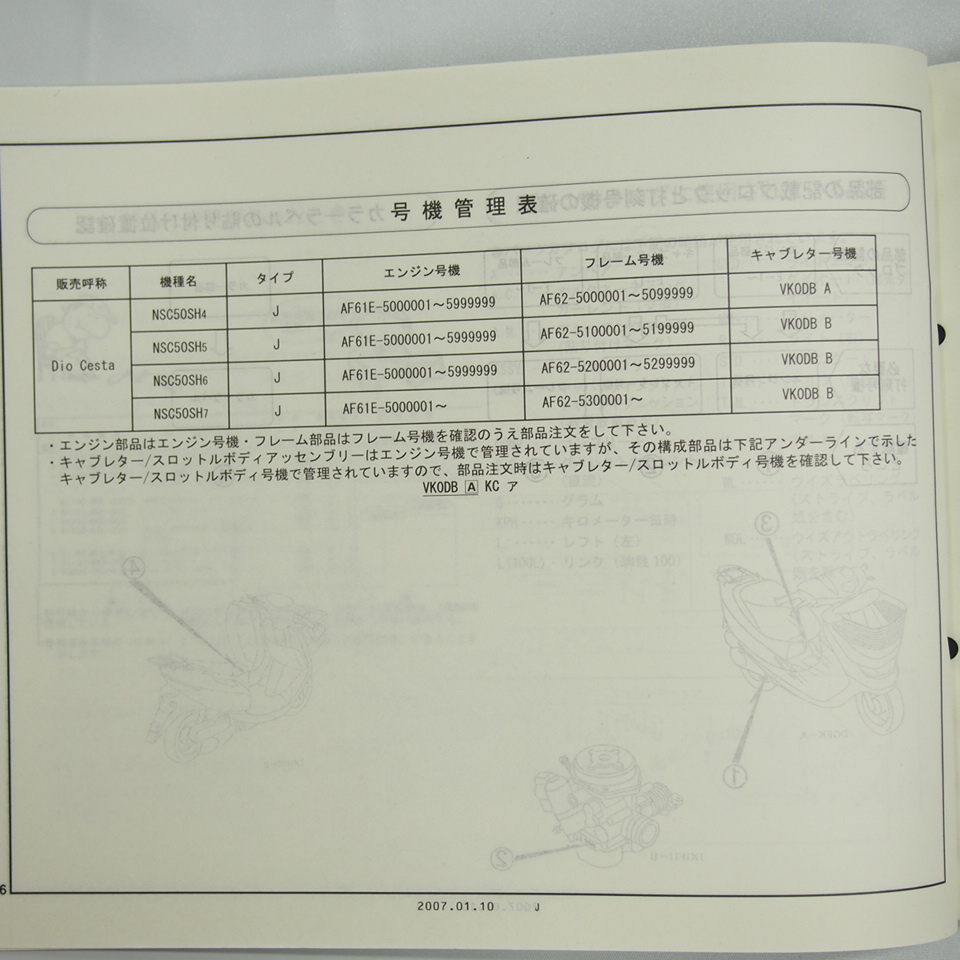 号機管理表
販売呼称 機種名 タイプ エンジン号機 フレーム号機 キャブレター号機
Dio Cesta
NSC50SH4 J AF61E-5000001～5999999 AF62-5000001～5099999 VKODB A
NSC50SH5 J AF61E-5000001～5999999 AF62-5100001～5199999 VKODB B
NSC50SH6 J AF61E-5000001～5999999 AF62-5200001～5299999 VKODB B
NSC50SH7 J AF61E-5000001～ AF62-5300001～ VKODB B
・エンジン部品はエンジン号機・フレーム部品はフレーム号機を確認のうえ部品注文をして下さい。
・キャブレター/スロットルボディアッセンブリーはエンジン号機で管理されていますが、その構成部品は下記アンダーラインで示した
キャブレター/スロットルボディ号機で管理されていますので、部品注文時はキャブレター/スロットルボディ号機を確認して下さい。
VKODB A KC ア
6
2007.01.10 J